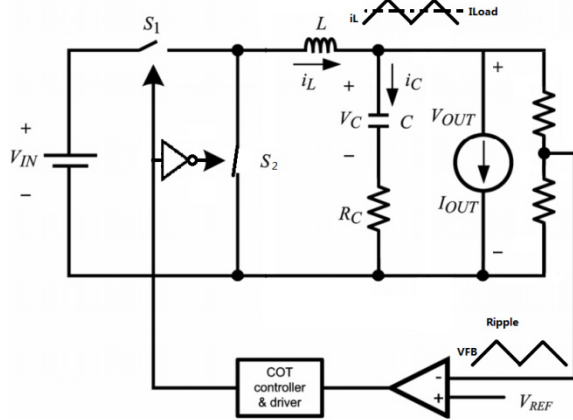 iL
ILoad
S1
L
iL
+
iC
+
+
VC
C
VOUT
VIN
S2
-
-
RC
IOUT
-
Ripple
VFB
COT
controller
& driver
-
+
VREF